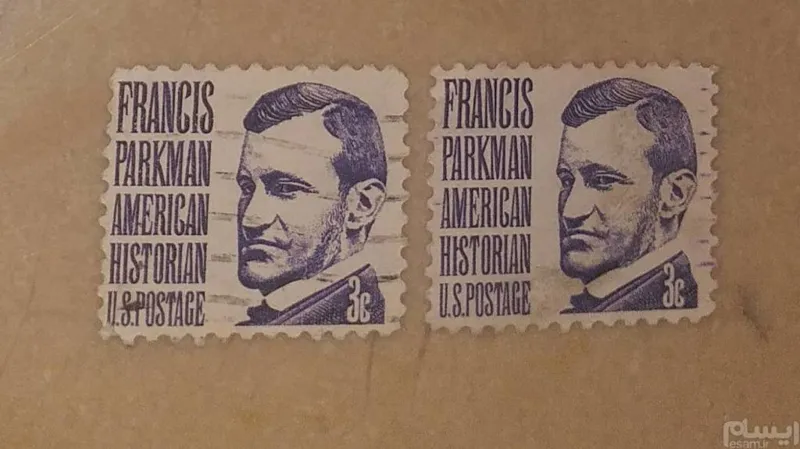 FRANCIS
PARKMAN
AMERICAN
HISTORIAN
U.S.POSTAGE
3c
FRANCIS
PARKMAN
AMERICAN
HISTORIAN
U.S.POSTAGE
3c
ایسام
esam.ir